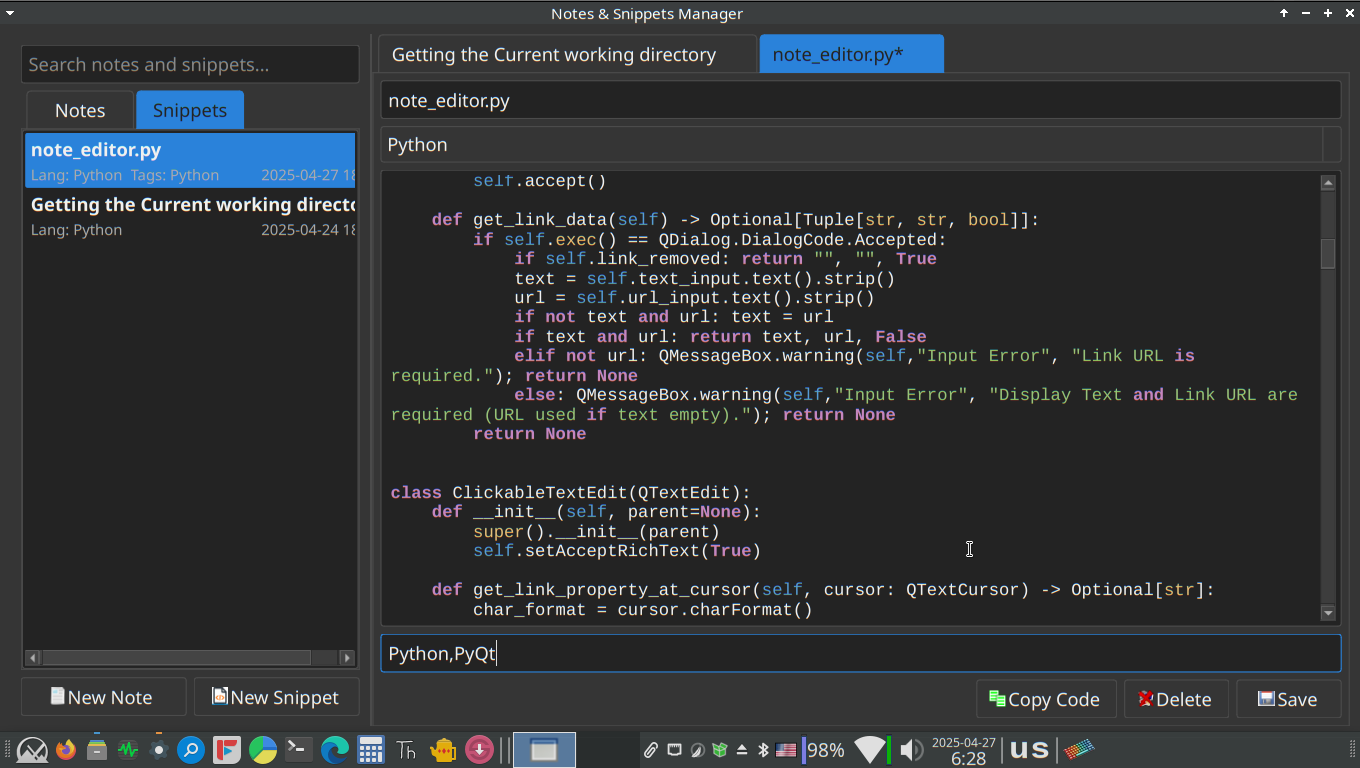 Notes & Snippets Manager
Search notes and snippets...
Notes
Snippets
note_editor.py
Lang: Python Tags: Python 2025-04-27 18
Getting the Current working directo
Lang: Python 2025-04-24 18
New Note
New Snippet
Getting the Current working directory
note_editor.py*
note_editor.py
Python
        self.accept()
    def get_link_data(self) -> Optional[Tuple[str, str, bool]]:
        if self.exec() == QDialog.DialogCode.Accepted:
            if self.link_removed: return "", "", True
            text = self.text_input.text().strip()
            url = self.url_input.text().strip()
            if not text and url: text = url
            if text and url: return text, url, False
            elif not url: QMessageBox.warning(self,"Input Error", "Link URL is
required."); return None
            else: QMessageBox.warning(self,"Input Error", "Display Text and Link URL are
required (URL used if text empty)."); return None
        return None
class ClickableTextEdit(QTextEdit):
    def __init__(self, parent=None):
        super().__init__(parent)
        self.setAcceptRichText(True)
    def get_link_property_at_cursor(self, cursor: QTextCursor) -> Optional[str]:
        char_format = cursor.charFormat()
Python,PyQt
Copy Code
Delete
Save
Th
98%
2025-04-27
6:28
us